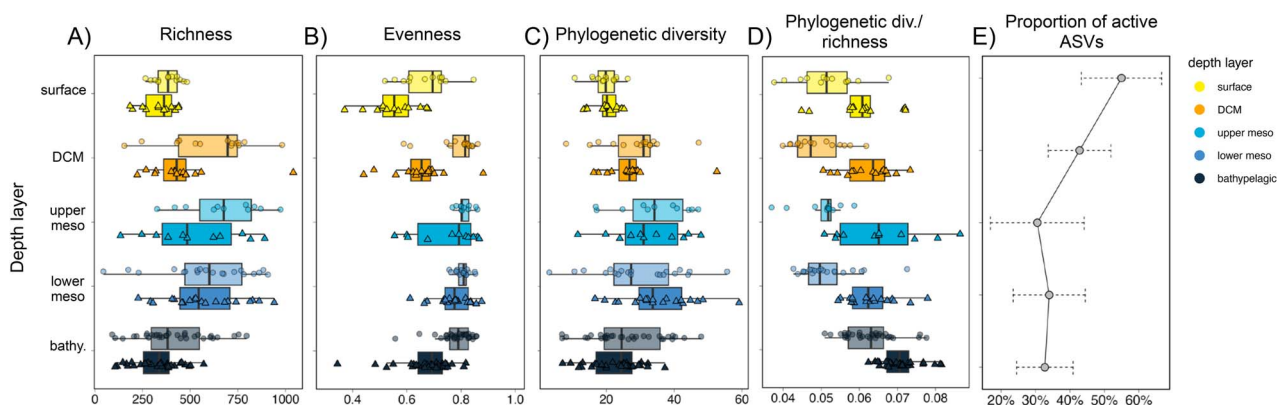 A) Richness
B) Evenness
C) Phylogenetic diversity
D) Phylogenetic div./
richness
E) Proportion of active
ASVs
Depth layer
surface
DCM
upper
meso
lower
meso
bathy.
0 250 500 750 1000
0.4 0.6 0.8 1.0
20 40 60
0.04 0.05 0.06 0.07 0.08
20% 30% 40% 50% 60%
depth layer
surface
DCM
upper meso
lower meso
bathypelagic